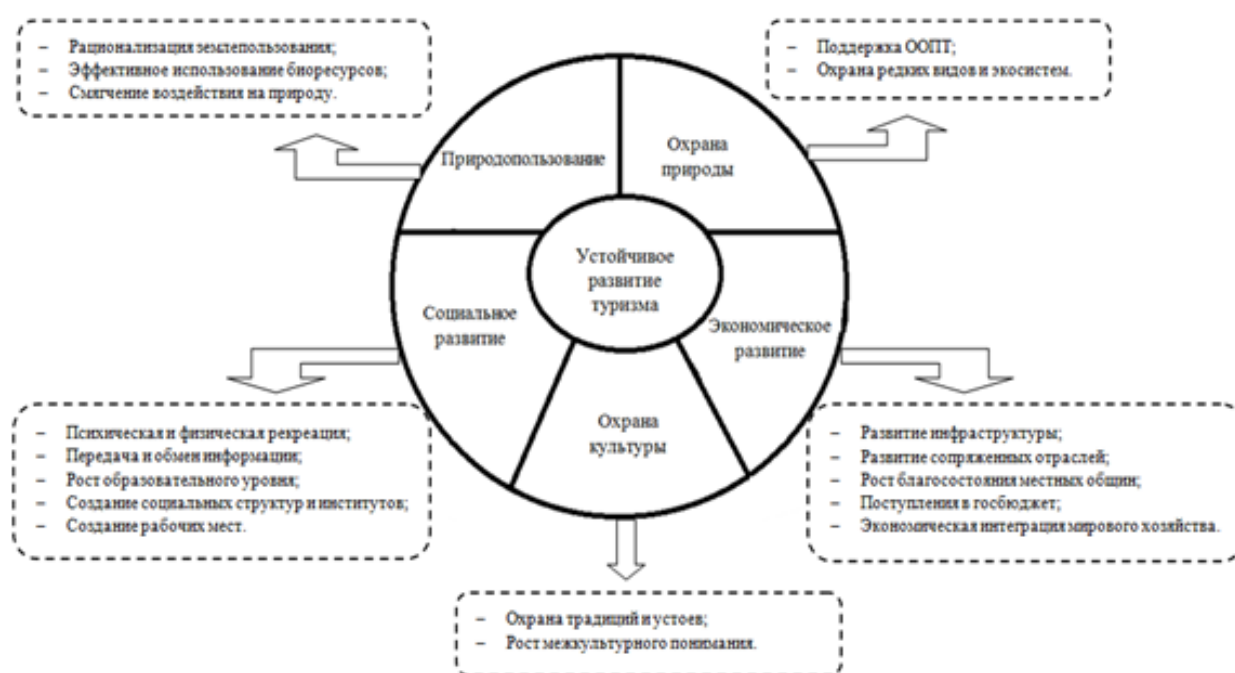 – Рационализация землепользования;
– Эффективное использование биоресурсов;
– Смягчение воздействия на природу.
– Поддержка ООПТ;
– Охрана редких видов и экосистем.
Природопользование
Охрана
природы
Устойчивое
развитие
туризма
Социальное
развитие
Экономическое
развитие
Охрана
культуры
– Психическая и физическая рекреация;
– Передача и обмен информации;
– Рост образовательного уровня;
– Создание социальных структур и институтов;
– Создание рабочих мест.
– Развитие инфраструктуры;
– Развитие сопряженных отраслей;
– Рост благосостояния местных общин;
– Поступления в госбюджет;
– Экономическая интеграция мирового хозяйства.
– Охрана традиций и устоев;
– Рост межкультурного понимания.